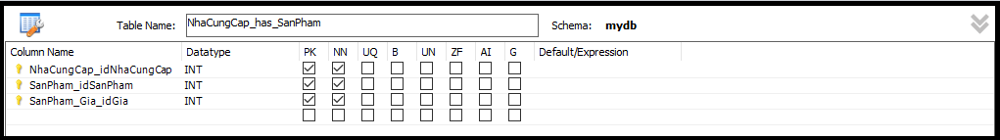 Table Name: NhaCungCap_has_SanPham Schema: mydb
Column Name Datatype PK NN UQ B UN ZF AI G Default/Expression
NhaCungCap_idNhaCungCap INT
SanPham_idSanPham INT
SanPham_Gia_idGia INT